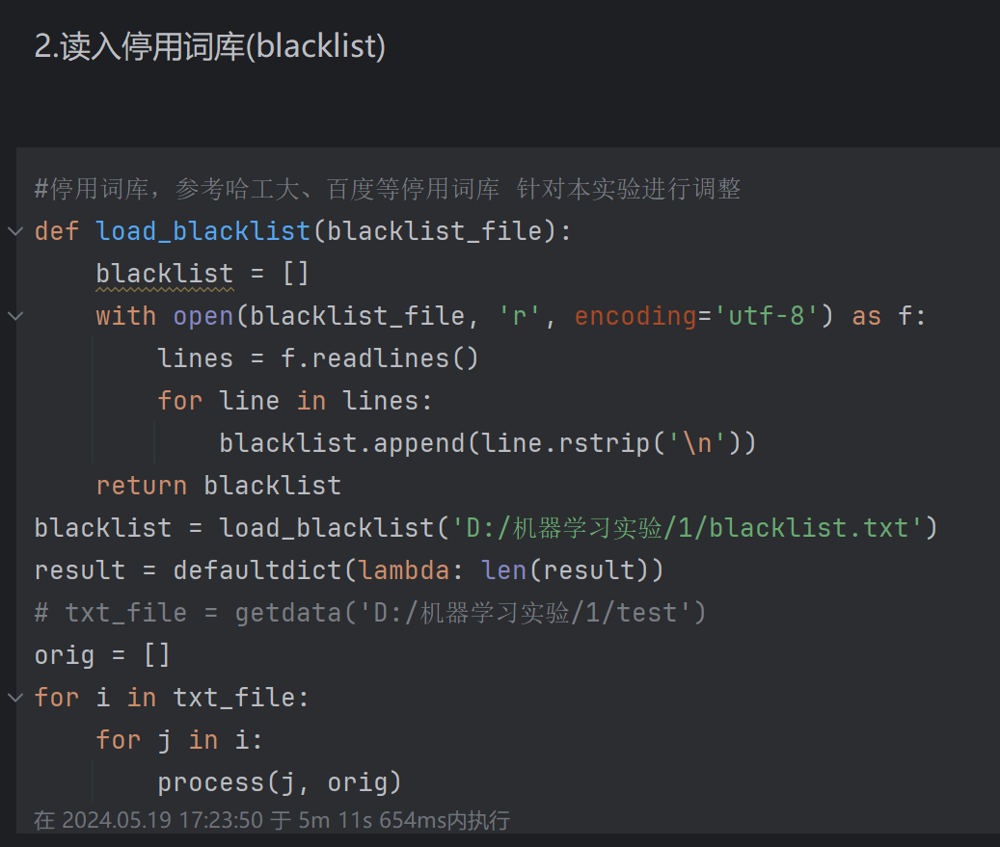 2.读入停用词库(blacklist)
#停用词库，参考哈工大、百度等停用词库 针对本实验进行调整
def load_blacklist(blacklist_file):
    blacklist = []
    with open(blacklist_file, 'r', encoding='utf-8') as f:
        lines = f.readlines()
        for line in lines:
            blacklist.append(line.rstrip('\n'))
    return blacklist
blacklist = load_blacklist('D:/机器学习实验/1/blacklist.txt')
result = defaultdict(lambda: len(result))
# txt_file = getdata('D:/机器学习实验/1/test')
orig = []
for i in txt_file:
    for j in i:
        process(j, orig)
在 2024.05.19 17:23:50 于 5m 11s 654ms内执行